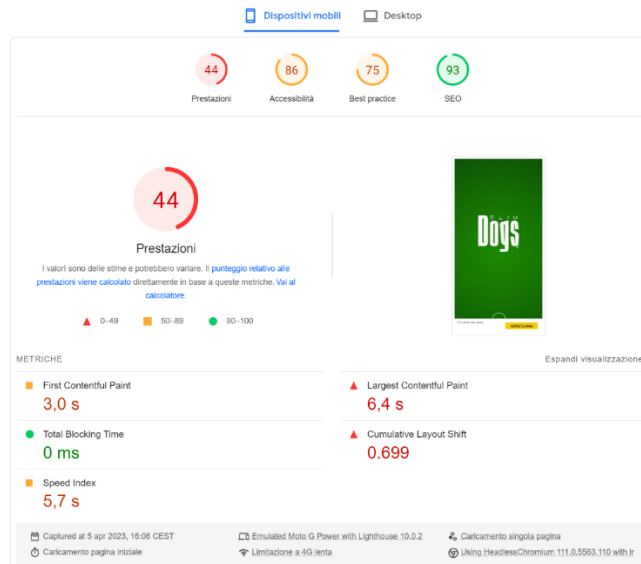 Dispositivi mobili
Desktop
44
86
75
93
Prestazioni
Accessibilità
Best practice
SEO
44
Prestazioni
I valori sono delle stime e potrebbero variare. Il punteggio relativo alle
prestazioni viene calcolato direttamente in base a queste metriche. Vai al
calcolatore.
0–49
50–89
90–100
SLIM
Dogs
METRICHE
Espandi visualizzazione
First Contentful Paint
3,0 s
Largest Contentful Paint
6,4 s
Total Blocking Time
0 ms
Cumulative Layout Shift
0.699
Speed Index
5,7 s
Captured at 5 apr 2023, 16:06 CEST
Emulated Moto G Power with Lighthouse 10.0.2
Caricamento singola pagina
Caricamento pagina iniziale
Limitazione a 4G lenta
Using HeadlessChromium 111.0.5563.110 with lr